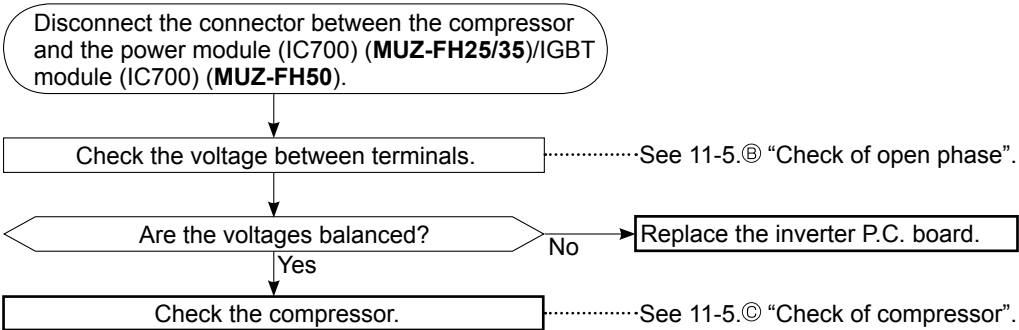 Disconnect the connector between the compressor
and the power module (IC700) (MUZ-FH25/35)/IGBT
module (IC700) (MUZ-FH50).
Check the voltage between terminals.
See 11-5.Ⓑ “Check of open phase”.
Are the voltages balanced?
No
Replace the inverter P.C. board.
Yes
Check the compressor.
See 11-5.Ⓒ “Check of compressor”.